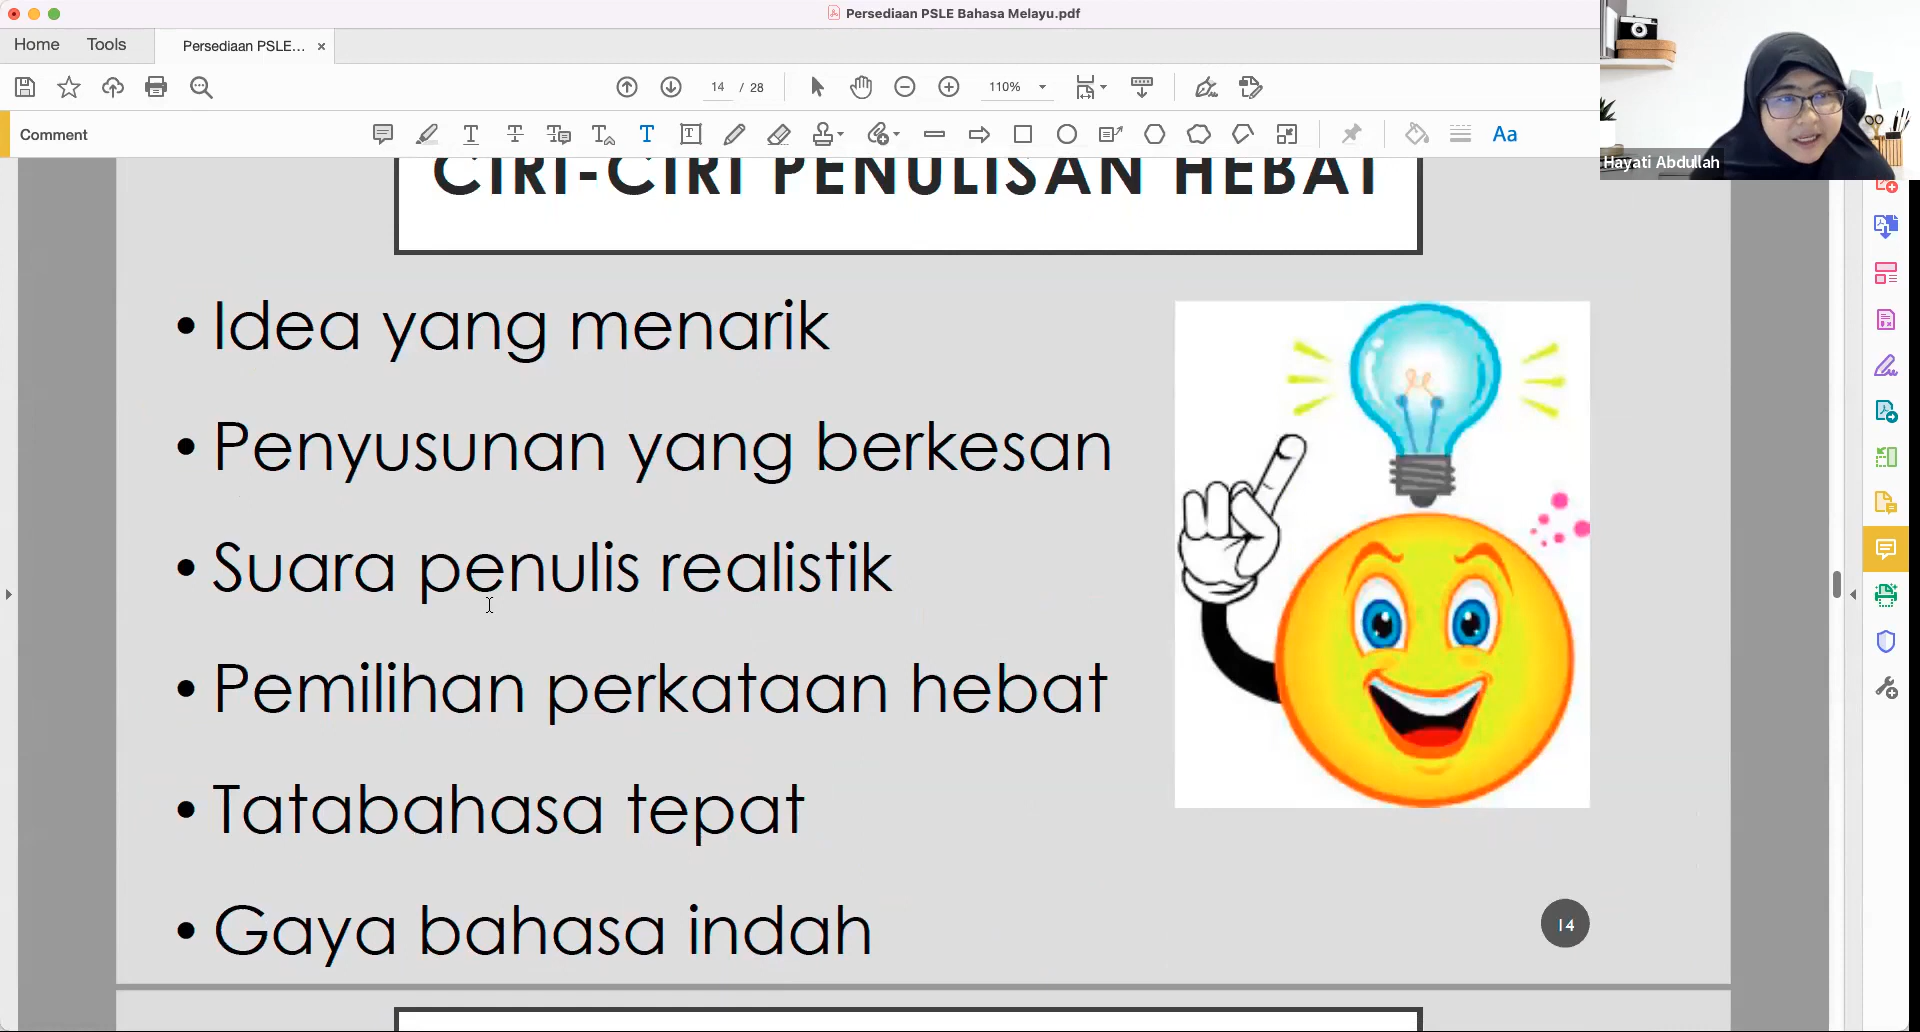 Persediaan PSLE Bahasa Melayu.pdf
Home
Tools
Persediaan PSLE...
14 / 28
110%
Comment
Aa
Hayati Abdullah
CIRI-CIRI PENULISAN HEBAT
• Idea yang menarik
• Penyusunan yang berkesan
• Suara penulis realistik
• Pemilihan perkataan hebat
• Tatabahasa tepat
• Gaya bahasa indah
14